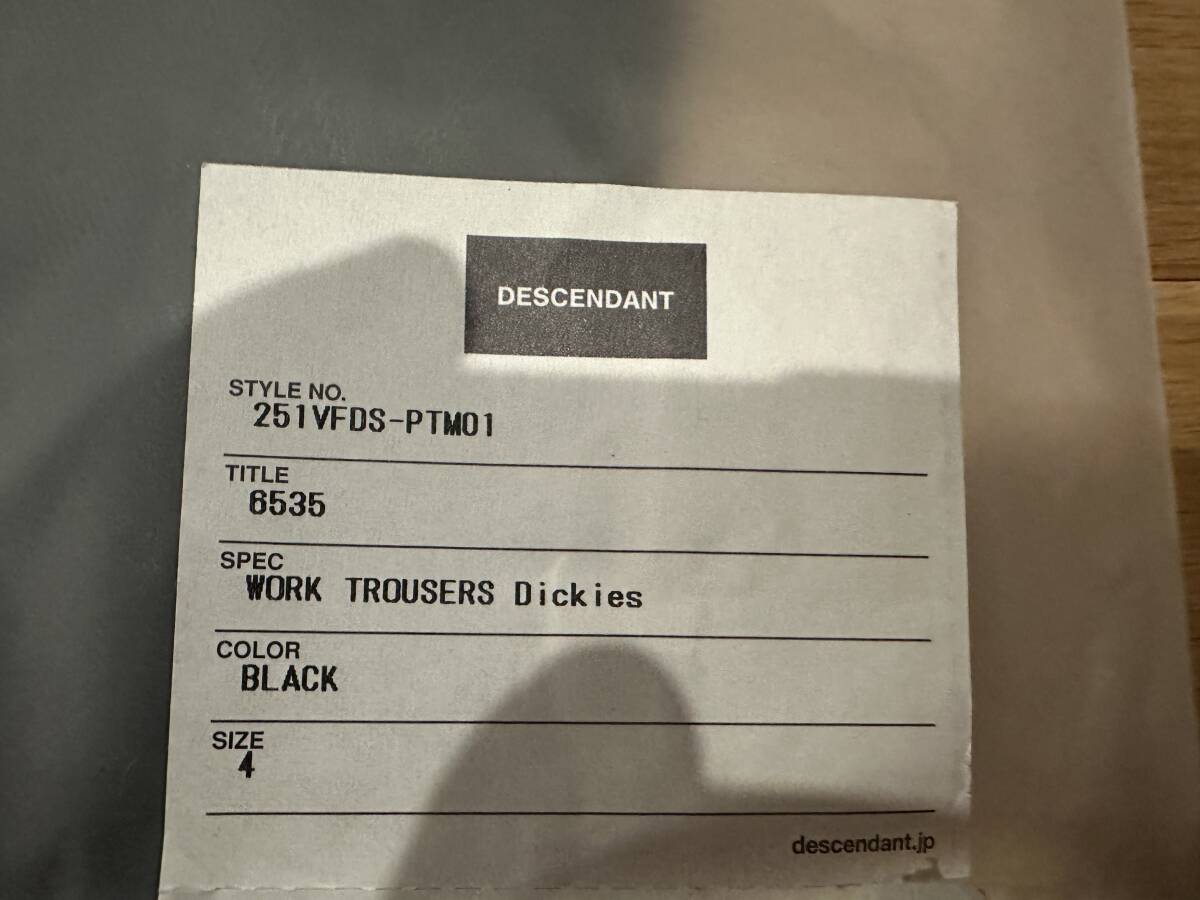 DESCENDANT
STYLE NO.
251VFDS-PTM01
TITLE
6535
SPEC
WORK TROUSERS Dickies
COLOR
BLACK
SIZE
4
descendant.jp